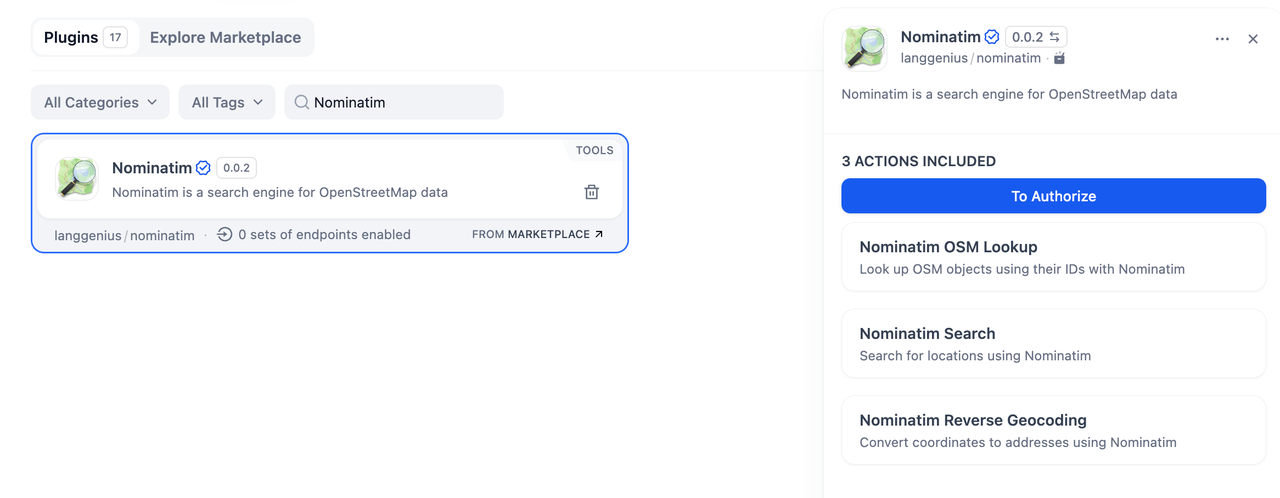 Plugins 17 Explore Marketplace
All Categories All Tags Nominatim
TOOLS
Nominatim 0.0.2
Nominatim is a search engine for OpenStreetMap data
langgenius / nominatim · 0 sets of endpoints enabled FROM MARKETPLACE
Nominatim 0.0.2
langgenius / nominatim ·
Nominatim is a search engine for OpenStreetMap data
3 ACTIONS INCLUDED
To Authorize
Nominatim OSM Lookup
Look up OSM objects using their IDs with Nominatim
Nominatim Search
Search for locations using Nominatim
Nominatim Reverse Geocoding
Convert coordinates to addresses using Nominatim